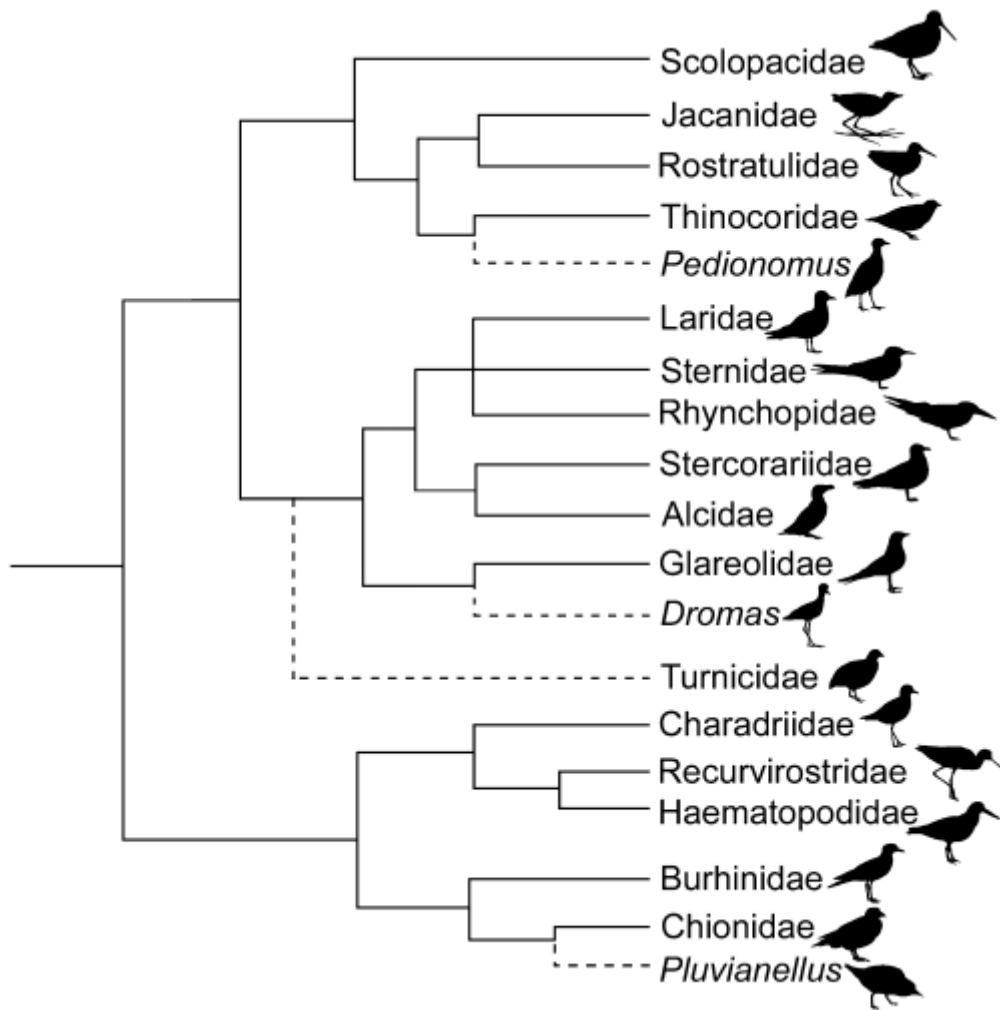 Scolopacidae
Jacanidae
Rostratulidae
Thinocoridae
Pedionomus
Laridae
Sternidae
Rhynchopidae
Stercorariidae
Alcidae
Glareolidae
Dromas
Turnicidae
Charadriidae
Recurvirostridae
Haematopodidae
Burhinidae
Chionidae
Pluvianellus